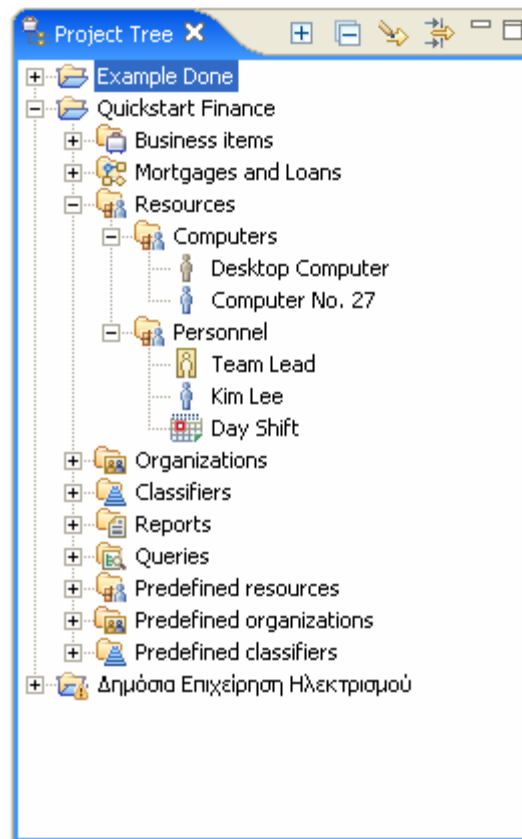 Project Tree
Example Done
Quickstart Finance
Business items
Mortgages and Loans
Resources
Computers
Desktop Computer
Computer No. 27
Personnel
Team Lead
Kim Lee
Day Shift
Organizations
Classifiers
Reports
Queries
Predefined resources
Predefined organizations
Predefined classifiers
Δημόσια Επιχείρηση Ηλεκτρισμού